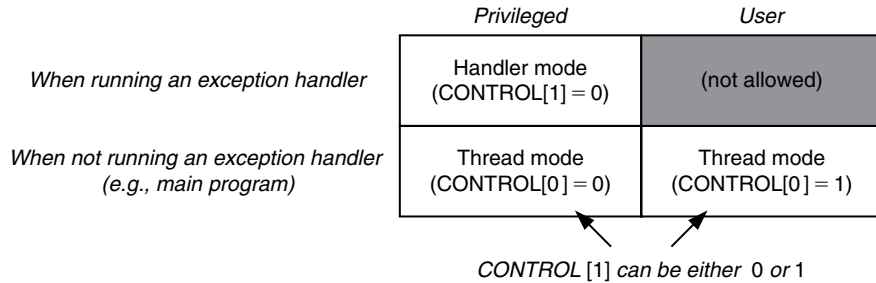 Privileged User
When running an exception handler
Handler mode
(CONTROL[1] = 0)
(not allowed)
When not running an exception handler
(e.g., main program)
Thread mode
(CONTROL[0] = 0)
Thread mode
(CONTROL[0] = 1)
CONTROL [1] can be either 0 or 1